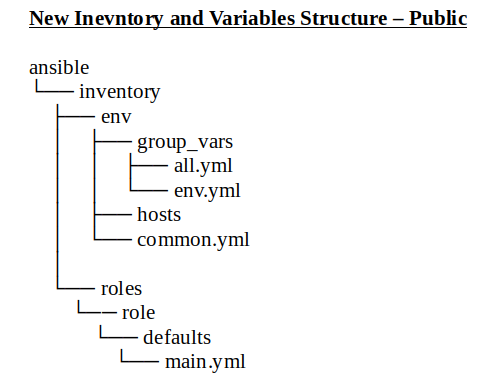 New Inevntory and Variables Structure – Public
ansible
inventory
env
group_vars
all.yml
env.yml
hosts
common.yml
roles
role
defaults
main.yml